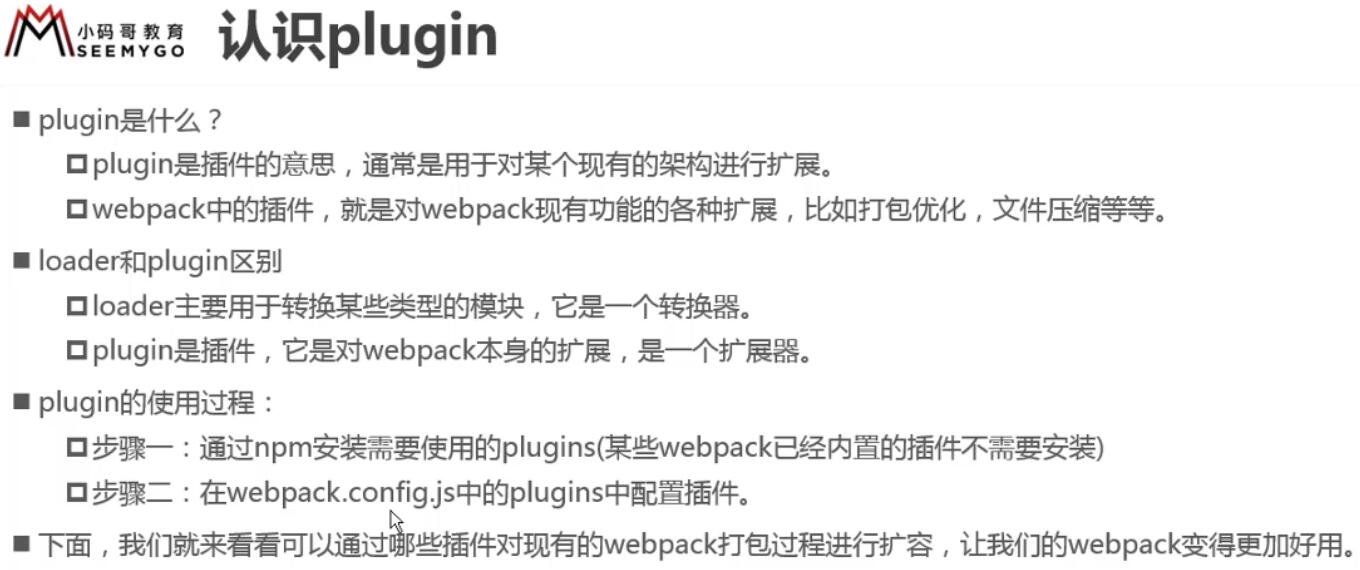 小码哥教育
SEEMYGO
认识plugin
plugin是什么？
plugin是插件的意思，通常是用于对某个现有的架构进行扩展。
webpack中的插件，就是对webpack现有功能的各种扩展，比如打包优化，文件压缩等等。
loader和plugin区别
loader主要用于转换某些类型的模块，它是一个转换器。
plugin是插件，它是对webpack本身的扩展，是一个扩展器。
plugin的使用过程：
步骤一：通过npm安装需要使用的plugins(某些webpack已经内置的插件不需要安装)
步骤二：在webpack.config.js中的plugins中配置插件。
下面，我们就来看看可以通过哪些插件对现有的webpack打包过程进行扩容，让我们的webpack变得更加好用。